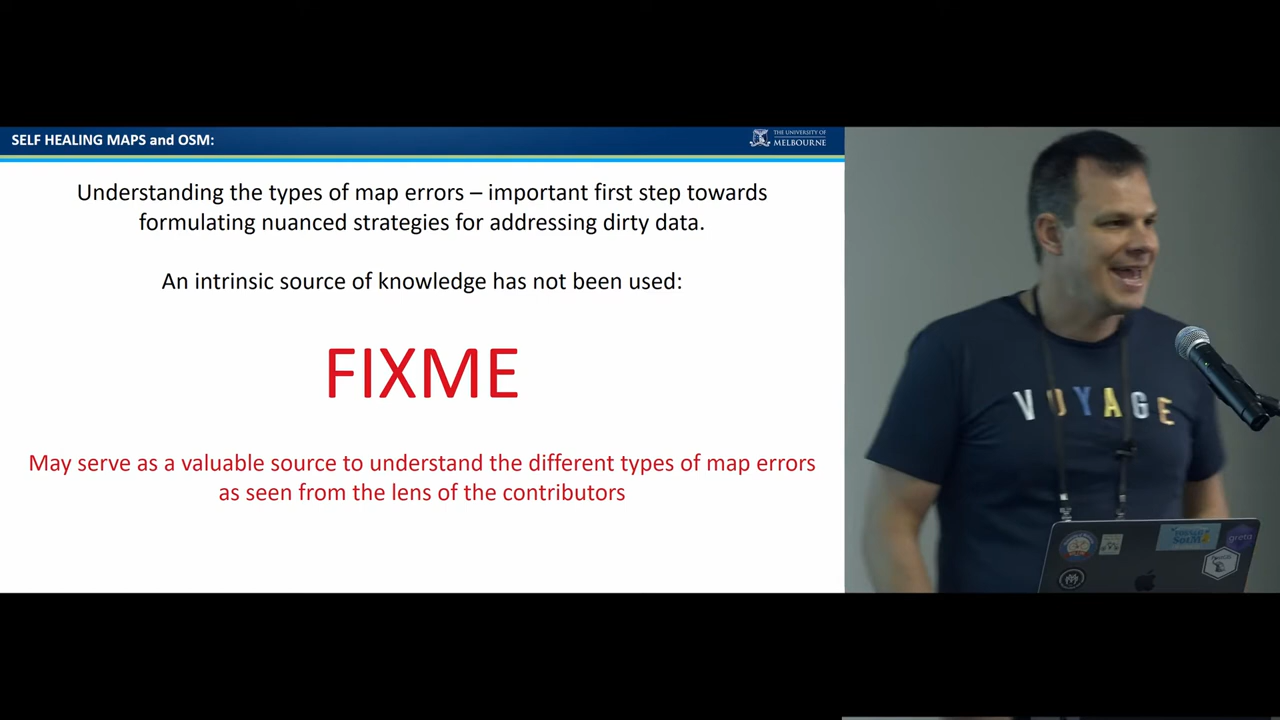 SELF HEALING MAPS and OSM:
THE UNIVERSITY OF
MELBOURNE
Understanding the types of map errors – important first step towards
formulating nuanced strategies for addressing dirty data.
An intrinsic source of knowledge has not been used:
FIXME
May serve as a valuable source to understand the different types of map errors
as seen from the lens of the contributors
VOYAGE
SotM
greta